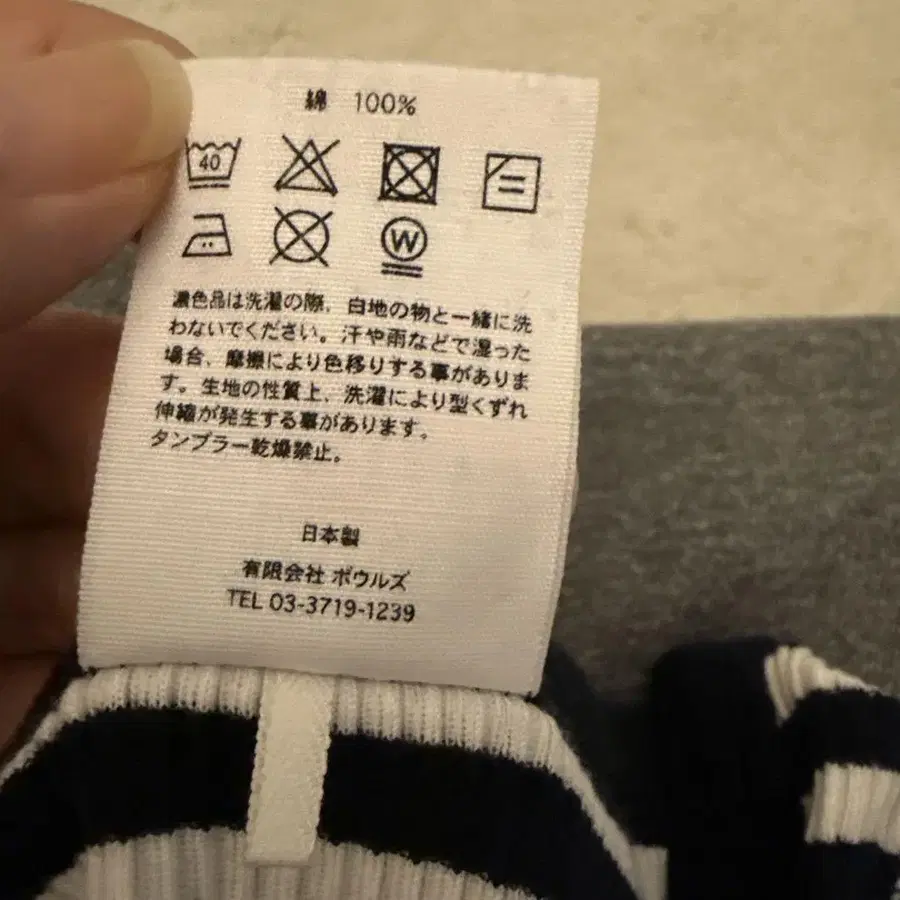 綿 100%
40
W
濃色品は洗濯の際、白地の物と一緒に洗
わないでください。汗や雨などで湿った
場合、摩擦により色移りする事がありま
す。生地の性質上、洗濯により型くずれ
伸縮が発生する事があります。
タンブラー乾燥禁止。
日本製
有限会社 ボウルズ
TEL 03-3719-1239